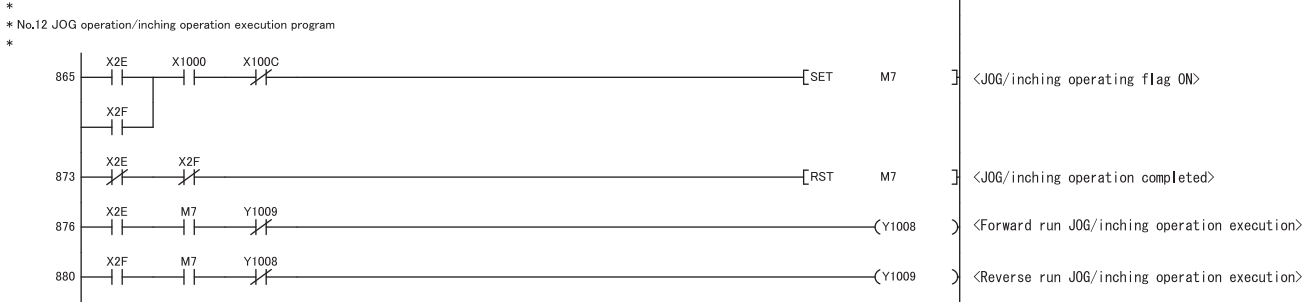 *
* No.12 JOG operation/inching operation execution program
*
X2E X1000 X100C
865 [SET M7 ] <JOG/inching operating flag ON>
X2F
X2E X2F
873 [RST M7 ] <JOG/inching operation completed>
X2E M7 Y1009
876 (Y1008 ) <Forward run JOG/inching operation execution>
X2F M7 Y1008
880 (Y1009 ) <Reverse run JOG/inching operation execution>